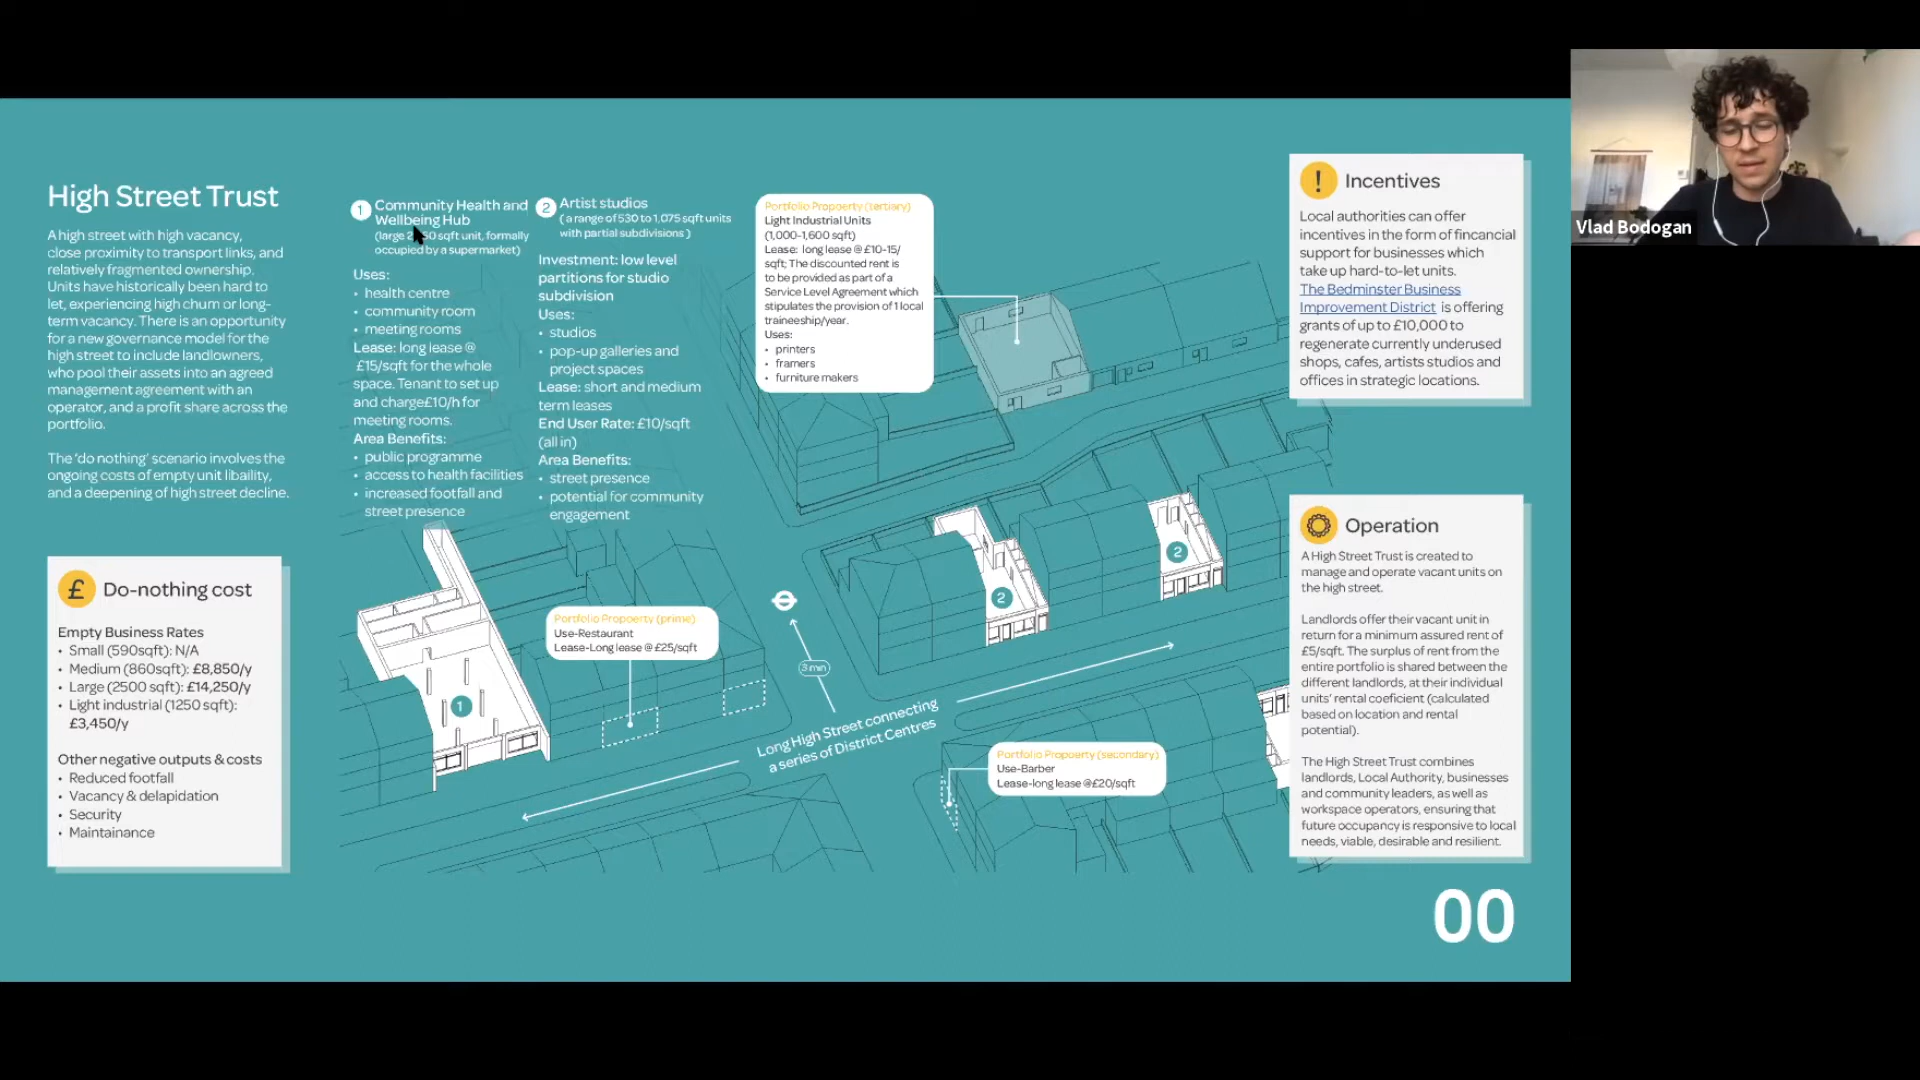 High Street Trust
A high street with high vacancy,
close proximity to transport links, and
relatively fragmented ownership.
Units have historically been hard to
let, experiencing high churn or long-
term vacancy. There is an opportunity
for a new governance model for the
high street to include landlowners,
who pool their assets into an agreed
management agreement with an
operator, and a profit share across the
portfolio.
The 'do nothing' scenario involves the
ongoing costs of empty unit libaility,
and a deepening of high street decline.
£
Do-nothing cost
Empty Business Rates
• Small (590sqft): N/A
• Medium (860sqft): £8,850/y
• Large (2500 sqft): £14,250/y
• Light industrial (1250 sqft):
£3,450/y
Other negative outputs & costs
• Reduced footfall
• Vacancy & delapidation
• Security
• Maintainance
1
Community Health and
Wellbeing Hub
(large sqft unit, formally
occupied by a supermarket)
Uses:
• health centre
• community room
• meeting rooms
Lease: long lease @
£15/sqft for the whole
space. Tenant to set up
and charge£10/h for
meeting rooms.
Area Benefits:
• public programme
• access to health facilities
• increased footfall and
street presence
2
Artist studios
( a range of 530 to 1,075 sqft units
with partial subdivisions )
Investment: low level
partitions for studio
subdivision
Uses:
• studios
• pop-up galleries and
project spaces
Lease: short and medium
term leases
End User Rate: £10/sqft
(all in)
Area Benefits:
• street presence
• potential for community
engagement
Portfolio Propoerty (tertiary)
Light Industrial Units
(1,000-1,600 sqft)
Lease: long lease @ £10-15/
sqft; The discounted rent is
to be provided as part of a
Service Level Agreement which
stipulates the provision of 1 local
traineeship/year.
Uses:
• printers
• framers
• furniture makers
Portfolio Propoerty (prime)
Use-Restaurant
Lease-Long lease @ £25/sqft
1
2
2
3 min
Long High Street connecting
a series of District Centres
Portfolio Propoerty (secondary)
Use-Barber
Lease-long lease @£20/sqft
!
Incentives
Local authorities can offer
incentives in the form of fincancial
support for businesses which
take up hard-to-let units.
The Bedminster Business
Improvement District is offering
grants of up to £10,000 to
regenerate currently underused
shops, cafes, artists studios and
offices in strategic locations.
Operation
A High Street Trust is created to
manage and operate vacant units on
the high street.
Landlords offer their vacant unit in
return for a minimum assured rent of
£5/sqft. The surplus of rent from the
entire portfolio is shared between the
different landlords, at their individual
units' rental coeficient (calculated
based on location and rental
potential).
The High Street Trust combines
landlords, Local Authority, businesses
and community leaders, as well as
workspace operators, ensuring that
future occupancy is responsive to local
needs, viable, desirable and resilient.
00
Vlad Bodogan